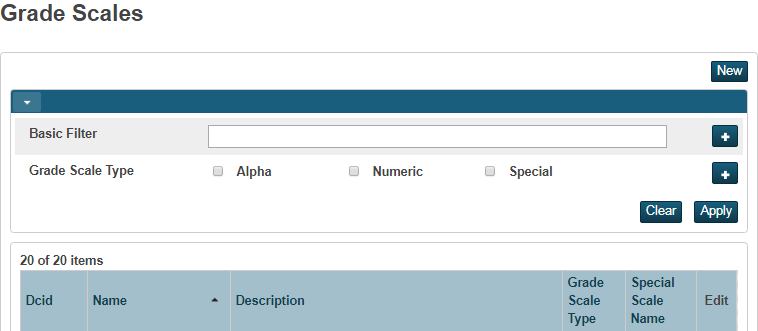 Grade Scales
New
Basic Filter
Grade Scale Type Alpha Numeric Special
Clear Apply
20 of 20 items
Dcid Name Description Grade Scale Type Special Scale Name Edit